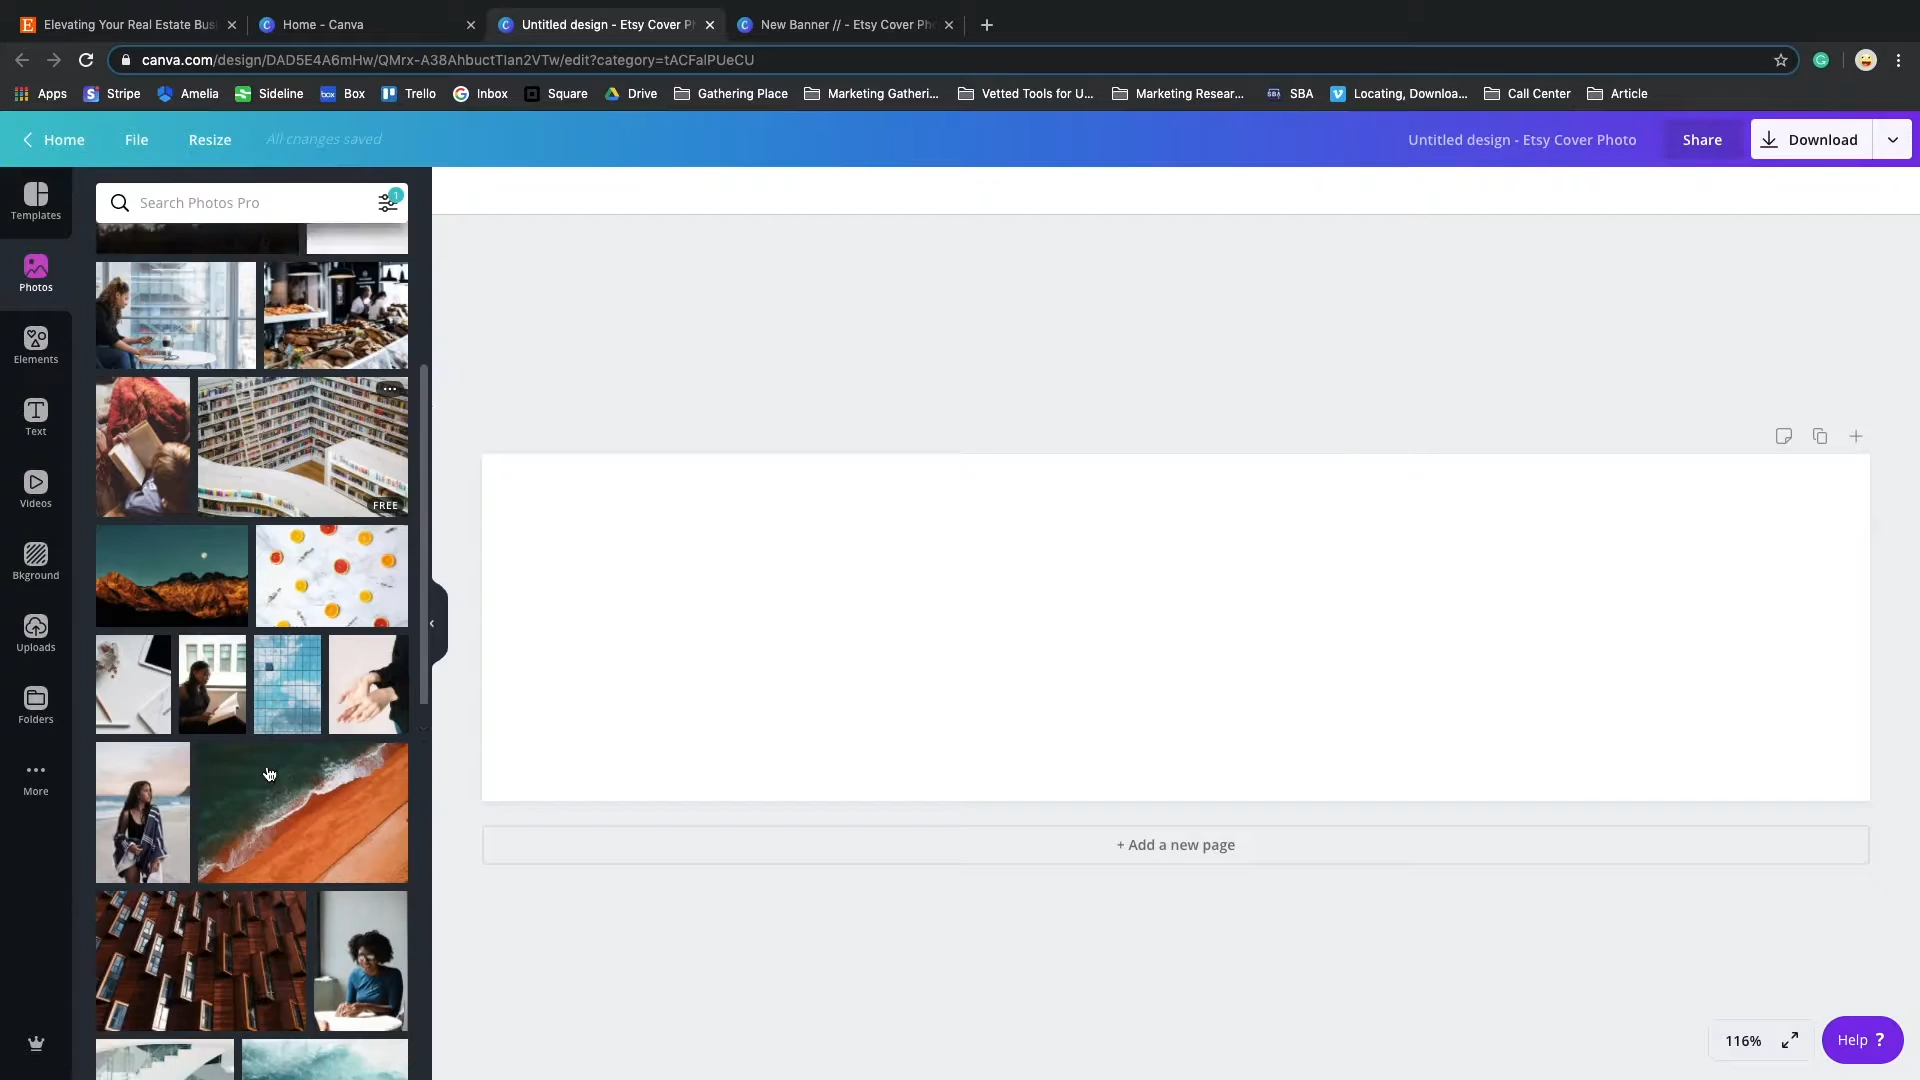 Elevating Your Real Estate Bus
Home - Canva
Untitled design - Etsy Cover P
New Banner // - Etsy Cover Ph
canva.com/design/DAD5E4A6mHw/QMrx-A38AhbuctTIan2VTw/edit?category=tACFalPUeCU
Apps
Stripe
Amelia
Sideline
box
Box
Trello
Inbox
Square
Drive
Gathering Place
Marketing Gatheri...
Vetted Tools for U...
Marketing Resear...
SBA
SBA
Locating, Downloa...
Call Center
Article
Home
File
Resize
All changes saved
Untitled design - Etsy Cover Photo
Share
Download
Templates
Photos
Elements
Text
Videos
Bkground
Uploads
Folders
More
Search Photos Pro
1
FREE
+ Add a new page
116%
Help ?